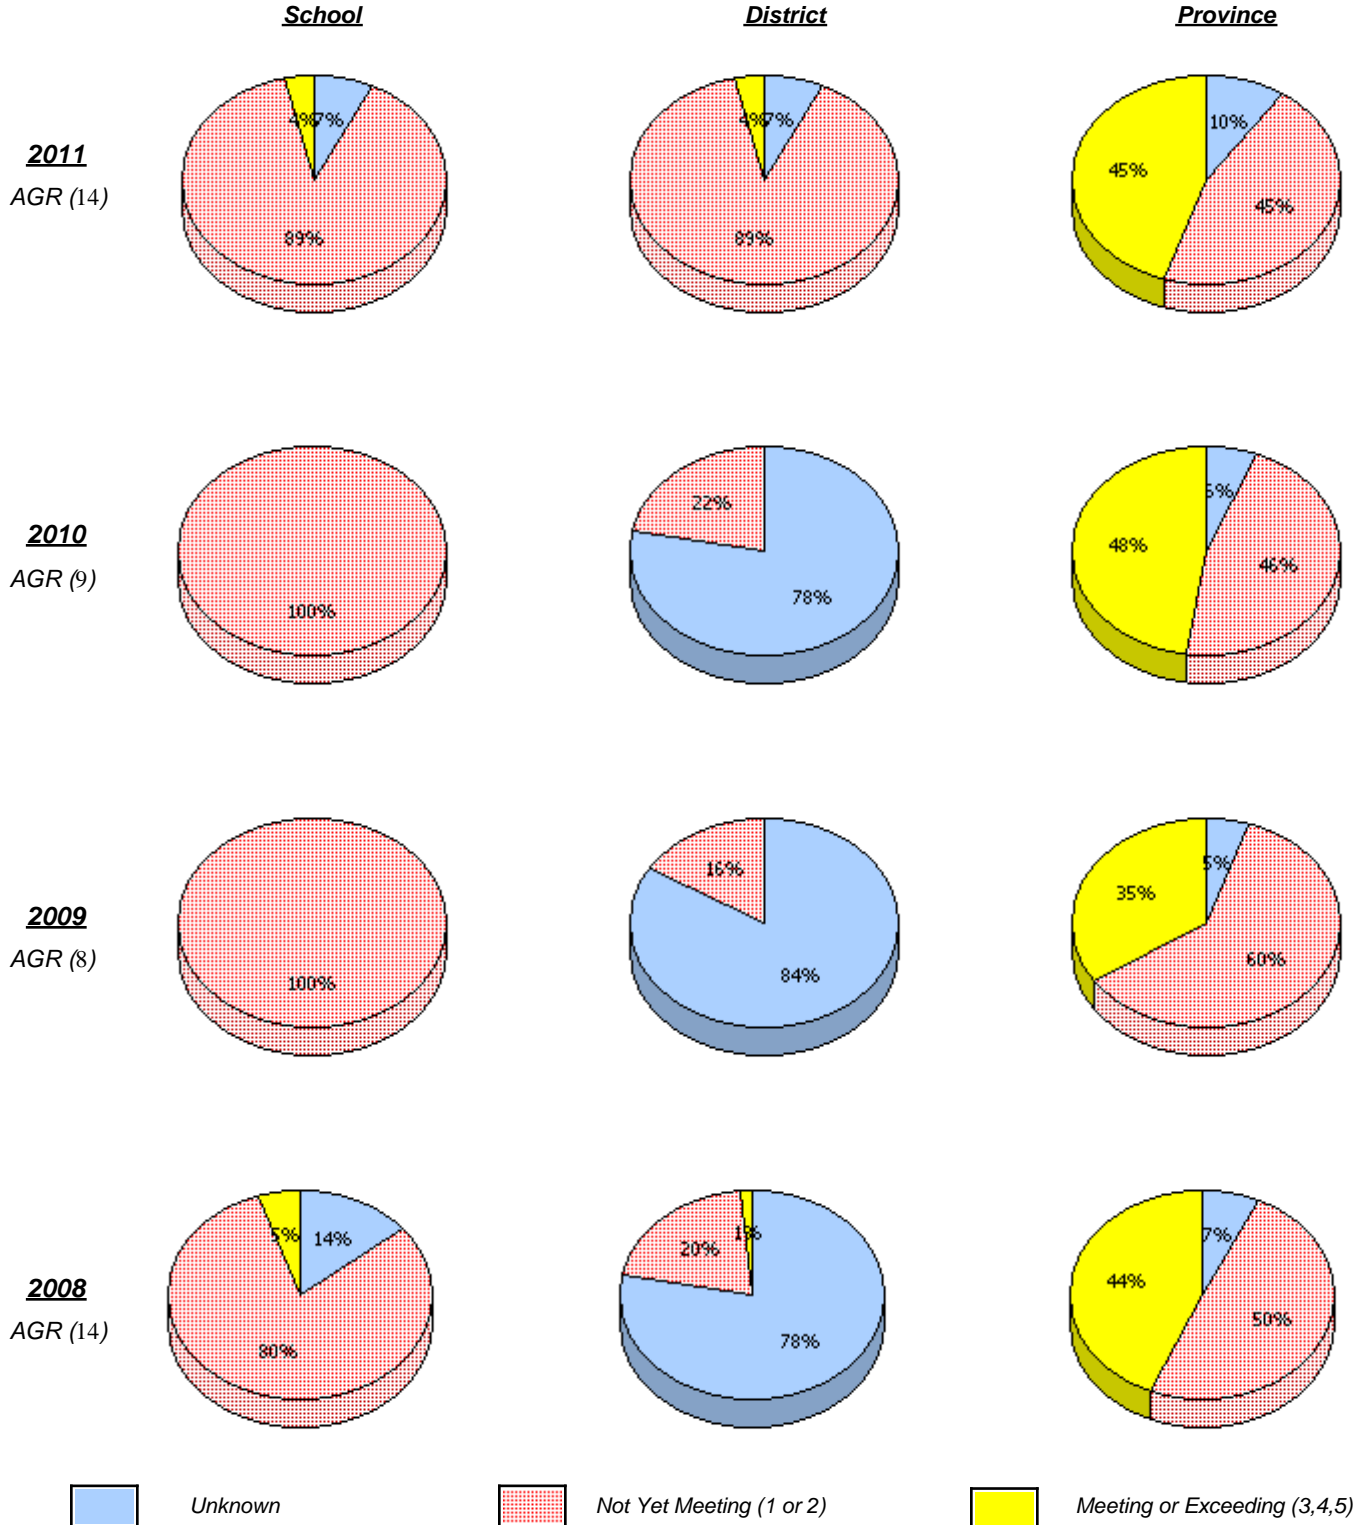 School District Province
4% 7% 4% 7% 10%
2011
45%
AGR (14)
45%
89% 89%
22%
2010
48%
46%
AGR (9)
100% 78%
16% 5%
35%
2009
AGR (8)
60%
100% 84%
5% 14% 20% 1% 7%
44%
2008
50%
AGR (14)
80% 78%
Unknown Not Yet Meeting (1 or 2) Meeting or Exceeding (3,4,5)